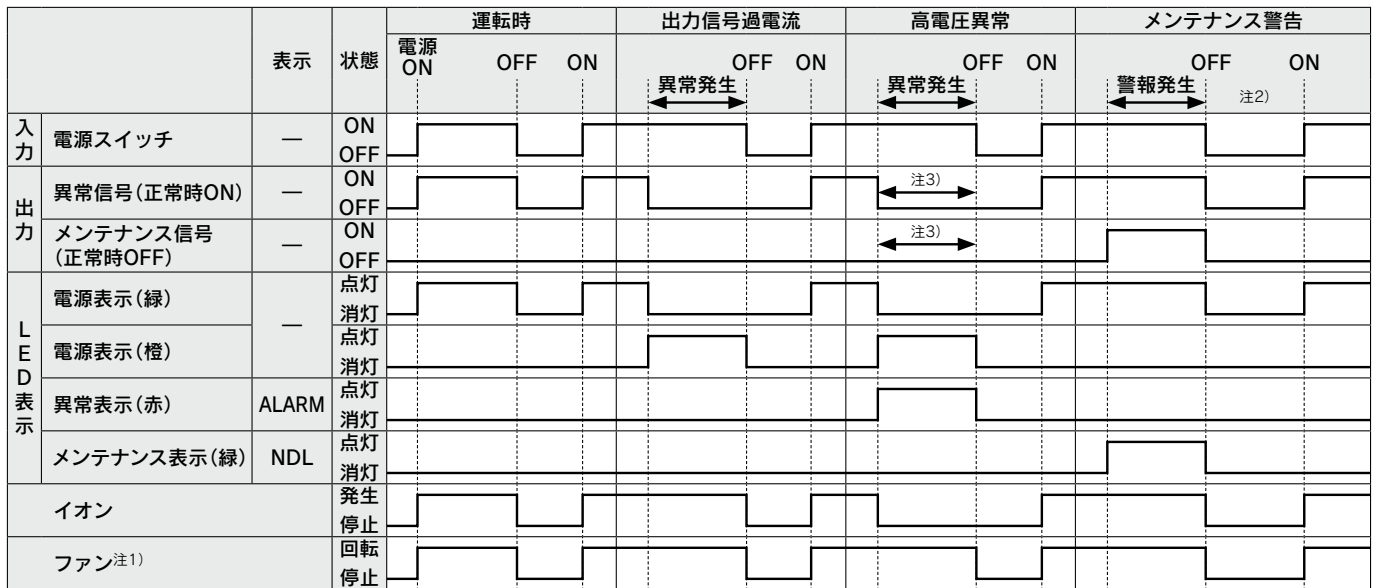 運転時 出力信号過電流 高電圧異常 メンテナンス警告
表示 状態 電源ON OFF ON OFF ON OFF ON OFF ON
異常発生 異常発生 警報発生 注2)
入力 電源スイッチ — ON
OFF
出力 異常信号(正常時ON) — ON 注3)
OFF
メンテナンス信号 — ON 注3)
(正常時OFF) OFF
LED表示 電源表示(緑) — 点灯
消灯
電源表示(橙) 点灯
消灯
異常表示(赤) ALARM 点灯
消灯
メンテナンス表示(緑) NDL 点灯
消灯
イオン 発生
停止
ファン注1) 回転
停止